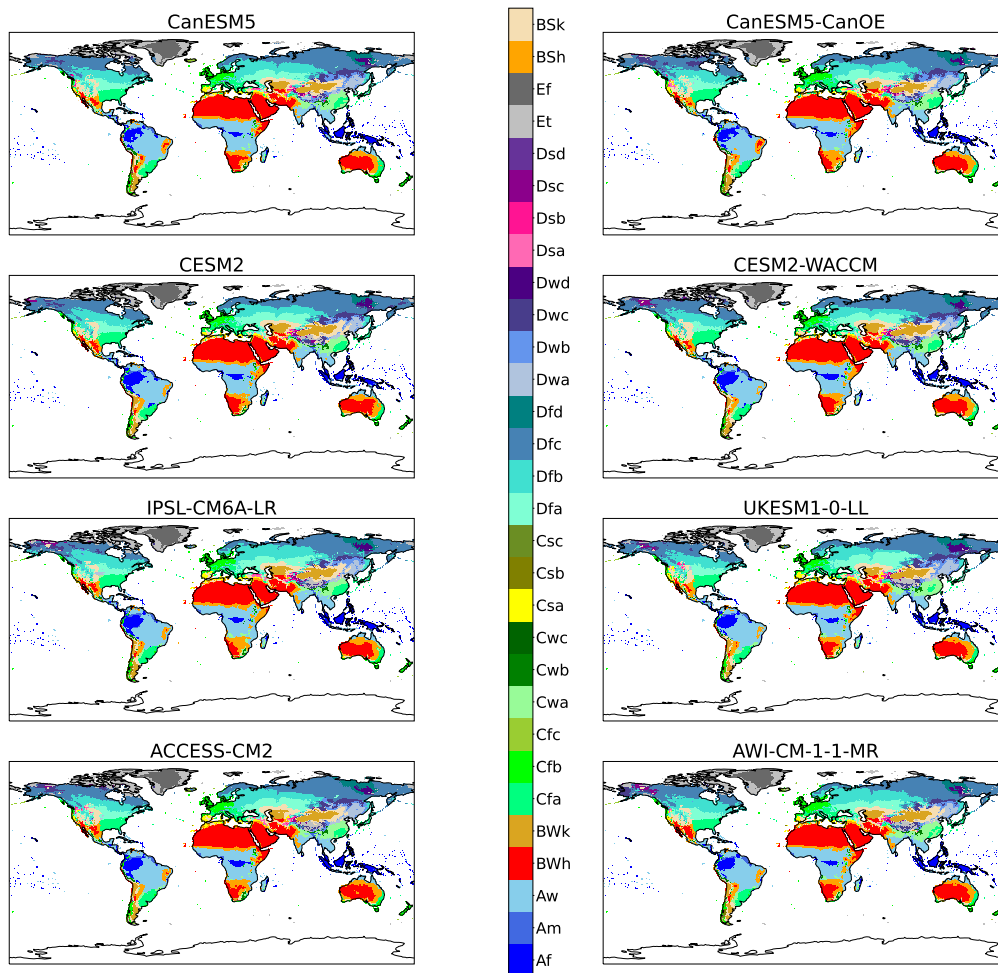 CanESM5
CanESM5-CanOE
CESM2
CESM2-WACCM
IPSL-CM6A-LR
UKESM1-0-LL
ACCESS-CM2
AWI-CM-1-1-MR
BSk
BSh
Ef
Et
Dsd
Dsc
Dsb
Dsa
Dwd
Dwc
Dwb
Dwa
Dfd
Dfc
Dfb
Dfa
Csc
Csb
Csa
Cwc
Cwb
Cwa
Cfc
Cfb
Cfa
BWk
BWh
Aw
Am
Af